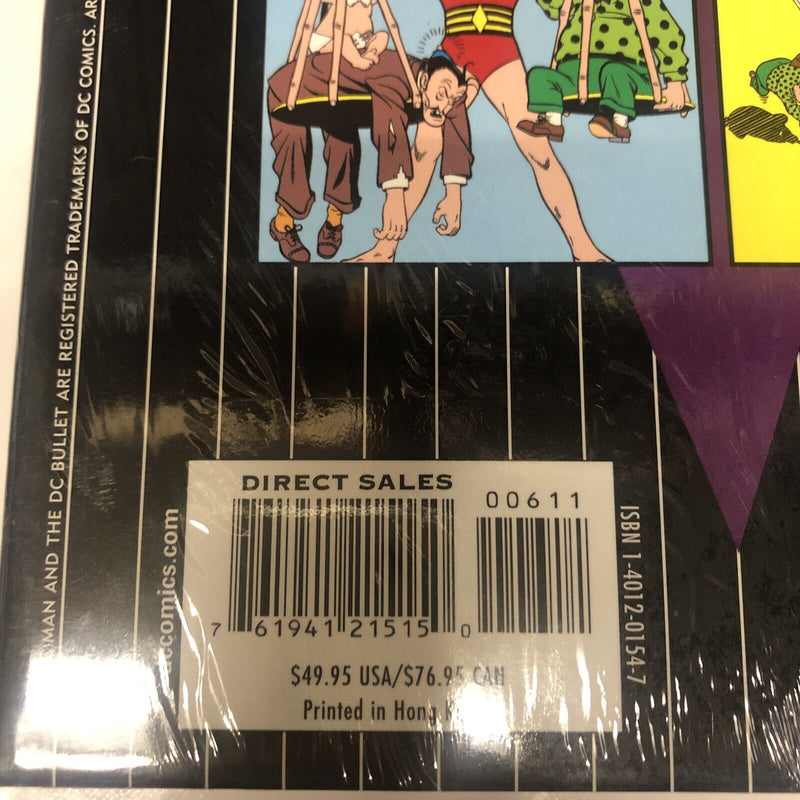 MAN AND THE DC BULLET ARE REGISTERED TRADEMARKS OF DC COMICS. AR
dccomics.com
DIRECT SALES
00611
7 61941 21515 0
$49.95 USA/$76.95 CAN
Printed in Hong K
ISBN 1-4012-0154-7